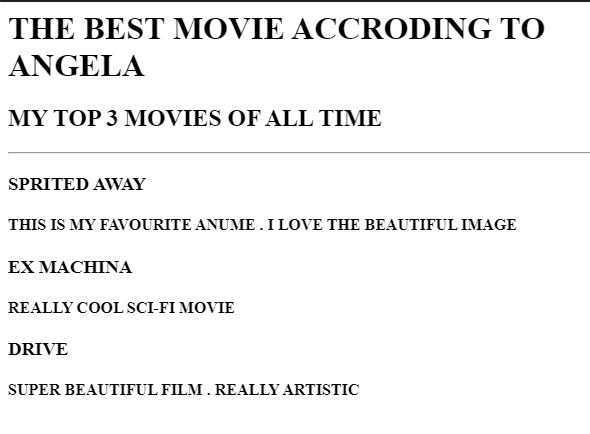 THE BEST MOVIE ACCRODING TO
ANGELA
MY TOP 3 MOVIES OF ALL TIME
SPRITED AWAY
THIS IS MY FAVOURITE ANUME . I LOVE THE BEAUTIFUL IMAGE
EX MACHINA
REALLY COOL SCI-FI MOVIE
DRIVE
SUPER BEAUTIFUL FILM . REALLY ARTISTIC